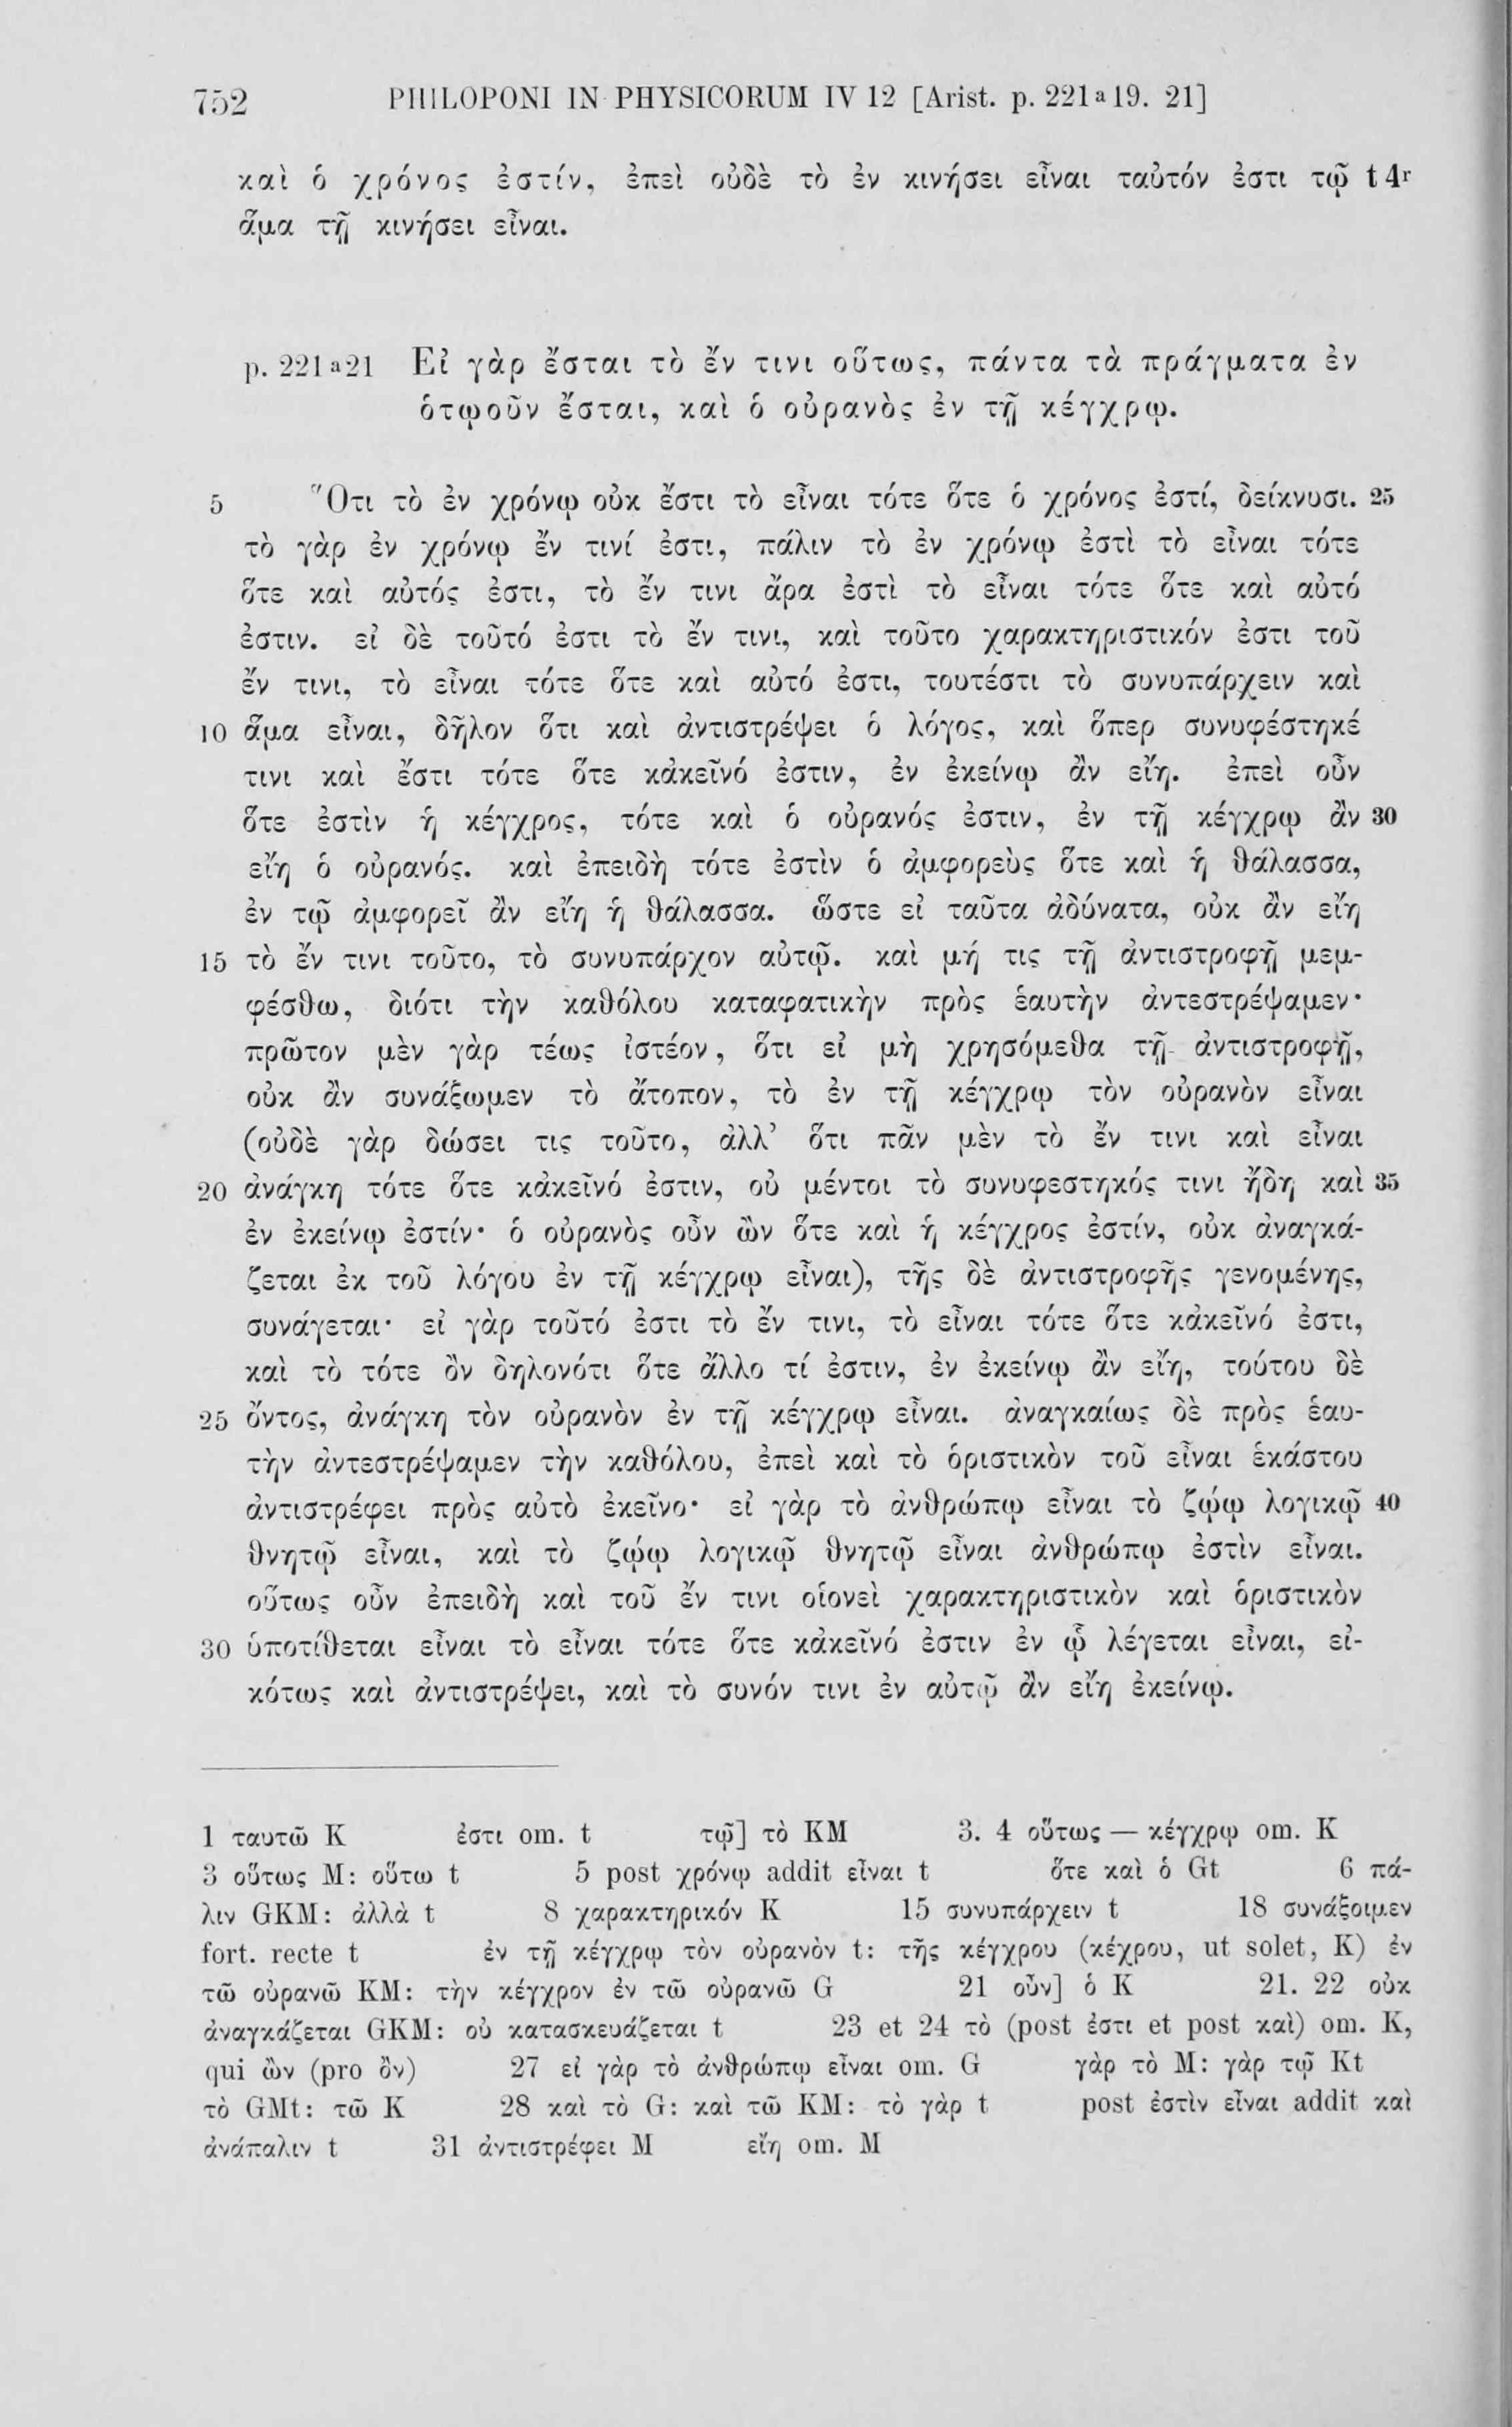 752 PHILOPONI IN PHYSICORUM IV 12 [Arist. p. 221ᵃ19. 21]
καὶ ὁ χρόνος ἐστίν, ἐπεὶ οὐδὲ τὸ ἐν κινήσει εἶναι ταὐτόν ἐστι τῷ t 4ʳ
ἅμα τῇ κινήσει εἶναι.
p. 221ᵃ21 Εἰ γὰρ ἔσται τὸ ἔν τινι οὕτως, πάντα τὰ πράγματα ἐν
ὁτῳοῦν ἔσται, καὶ ὁ οὐρανὸς ἐν τῇ κέγχρῳ.
5 Ὅτι τὸ ἐν χρόνῳ οὐκ ἔστι τὸ εἶναι τότε ὅτε ὁ χρόνος ἐστί, δείκνυσι. 25
τὸ γὰρ ἐν χρόνῳ ἔν τινί ἐστι, πάλιν τὸ ἐν χρόνῳ ἐστὶ τὸ εἶναι τότε
ὅτε καὶ αὐτός ἐστι, τὸ ἔν τινι ἄρα ἐστὶ τὸ εἶναι τότε ὅτε καὶ αὐτό
ἐστιν. εἰ δὲ τοῦτό ἐστι τὸ ἔν τινι, καὶ τοῦτο χαρακτηριστικόν ἐστι τοῦ
ἔν τινι, τὸ εἶναι τότε ὅτε καὶ αὐτό ἐστι, τουτέστι τὸ συνυπάρχειν καὶ
10 ἅμα εἶναι, δῆλον ὅτι καὶ ἀντιστρέψει ὁ λόγος, καὶ ὅπερ συνυφέστηκέ
τινι καὶ ἔστι τότε ὅτε κἀκεῖνό ἐστιν, ἐν ἐκείνῳ ἂν εἴη. ἐπεὶ οὖν
ὅτε ἐστὶν ἡ κέγχρος, τότε καὶ ὁ οὐρανός ἐστιν, ἐν τῇ κέγχρῳ ἂν 30
εἴη ὁ οὐρανός. καὶ ἐπειδὴ τότε ἐστὶν ὁ ἀμφορεὺς ὅτε καὶ ἡ θάλασσα,
ἐν τῷ ἀμφορεῖ ἂν εἴη ἡ θάλασσα. ὥστε εἰ ταῦτα ἀδύνατα, οὐκ ἂν εἴη
15 τὸ ἔν τινι τοῦτο, τὸ συνυπάρχον αὐτῷ. καὶ μή τις τῇ ἀντιστροφῇ μεμ-
φέσθω, διότι τὴν καθόλου καταφατικὴν πρὸς ἑαυτὴν ἀντεστρέψαμεν·
πρῶτον μὲν γὰρ τέως ἰστέον, ὅτι εἰ μὴ χρησόμεθα τῇ ἀντιστροφῇ,
οὐκ ἂν συνάξωμεν τὸ ἄτοπον, τὸ ἐν τῇ κέγχρῳ τὸν οὐρανὸν εἶναι
(οὐδὲ γὰρ δώσει τις τοῦτο, ἀλλ’ ὅτι πᾶν μὲν τὸ ἔν τινι καὶ εἶναι
20 ἀνάγκη τότε ὅτε κἀκεῖνό ἐστιν, οὐ μέντοι τὸ συνυφεστηκός τινι ἤδη καὶ 35
ἐν ἐκείνῳ ἐστίν· ὁ οὐρανὸς οὖν ὢν ὅτε καὶ ἡ κέγχρος ἐστίν, οὐκ ἀναγκά-
ζεται ἐκ τοῦ λόγου ἐν τῇ κέγχρῳ εἶναι), τῆς δὲ ἀντιστροφῆς γενομένης,
συνάγεται· εἰ γὰρ τοῦτό ἐστι τὸ ἔν τινι, τὸ εἶναι τότε ὅτε κἀκεῖνό ἐστι,
καὶ τὸ τότε ὂν δηλονότι ὅτε ἄλλο τί ἐστιν, ἐν ἐκείνῳ ἂν εἴη, τούτου δὲ
25 ὄντος, ἀνάγκη τὸν οὐρανὸν ἐν τῇ κέγχρῳ εἶναι. ἀναγκαίως δὲ πρὸς ἑαυ-
τὴν ἀντεστρέψαμεν τὴν καθόλου, ἐπεὶ καὶ τὸ ὁριστικὸν τοῦ εἶναι ἑκάστου
ἀντιστρέφει πρὸς αὐτὸ ἐκεῖνο· εἰ γὰρ τὸ ἀνθρώπῳ εἶναι τὸ ζῴῳ λογικῷ 40
θνητῷ εἶναι, καὶ τὸ ζῴῳ λογικῷ θνητῷ εἶναι ἀνθρώπῳ ἐστὶν εἶναι.
οὕτως οὖν ἐπειδὴ καὶ τοῦ ἔν τινι οἱονεὶ χαρακτηριστικὸν καὶ ὁριστικὸν
30 ὑποτίθεται εἶναι τὸ εἶναι τότε ὅτε κἀκεῖνό ἐστιν ἐν ᾧ λέγεται εἶναι, εἰ-
κότως καὶ ἀντιστρέψει, καὶ τὸ συνόν τινι ἐν αὐτῷ ἂν εἴη ἐκείνῳ.
1 ταυτῶ K ἐστι om. t τῷ] τὸ KM 3. 4 οὕτως — κέγχρῳ om. K
3 οὕτως M: οὕτω t 5 post χρόνῳ addit εἶναι t ὅτε καὶ ὁ Gt 6 πά-
λιν GKM: ἀλλὰ t 8 χαρακτηρικόν K 15 συνυπάρχειν t 18 συνάξοιμεν
fort. recte t ἐν τῇ κέγχρῳ τὸν οὐρανὸν t: τῆς κέγχρου (κέχρου, ut solet, K) ἐν
τῶ οὐρανῶ KM: τὴν κέγχρον ἐν τῶ οὐρανῶ G 21 οὖν] ὁ K 21. 22 οὐκ
ἀναγκάζεται GKM: οὐ κατασκευάζεται t 23 et 24 τὸ (post ἐστι et post καὶ) om. K,
qui ὢν (pro ὂν) 27 εἰ γὰρ τὸ ἀνθρώπῳ εἶναι om. G γὰρ τὸ M: γὰρ τῷ Kt
τὸ GMt: τῶ K 28 καὶ τὸ G: καὶ τῶ KM: τὸ γὰρ t post ἐστὶν εἶναι addit καὶ
ἀνάπαλιν t 31 ἀντιστρέφει M εἴη om. M